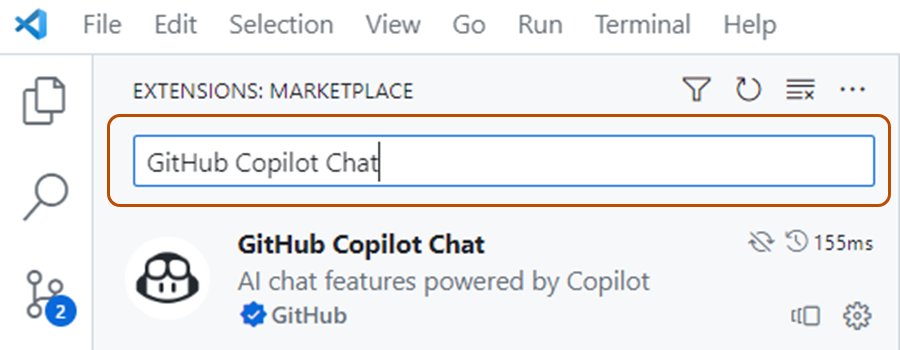 File Edit Selection View Go Run Terminal Help
EXTENSIONS: MARKETPLACE
GitHub Copilot Chat
GitHub Copilot Chat 155ms
AI chat features powered by Copilot
GitHub
2